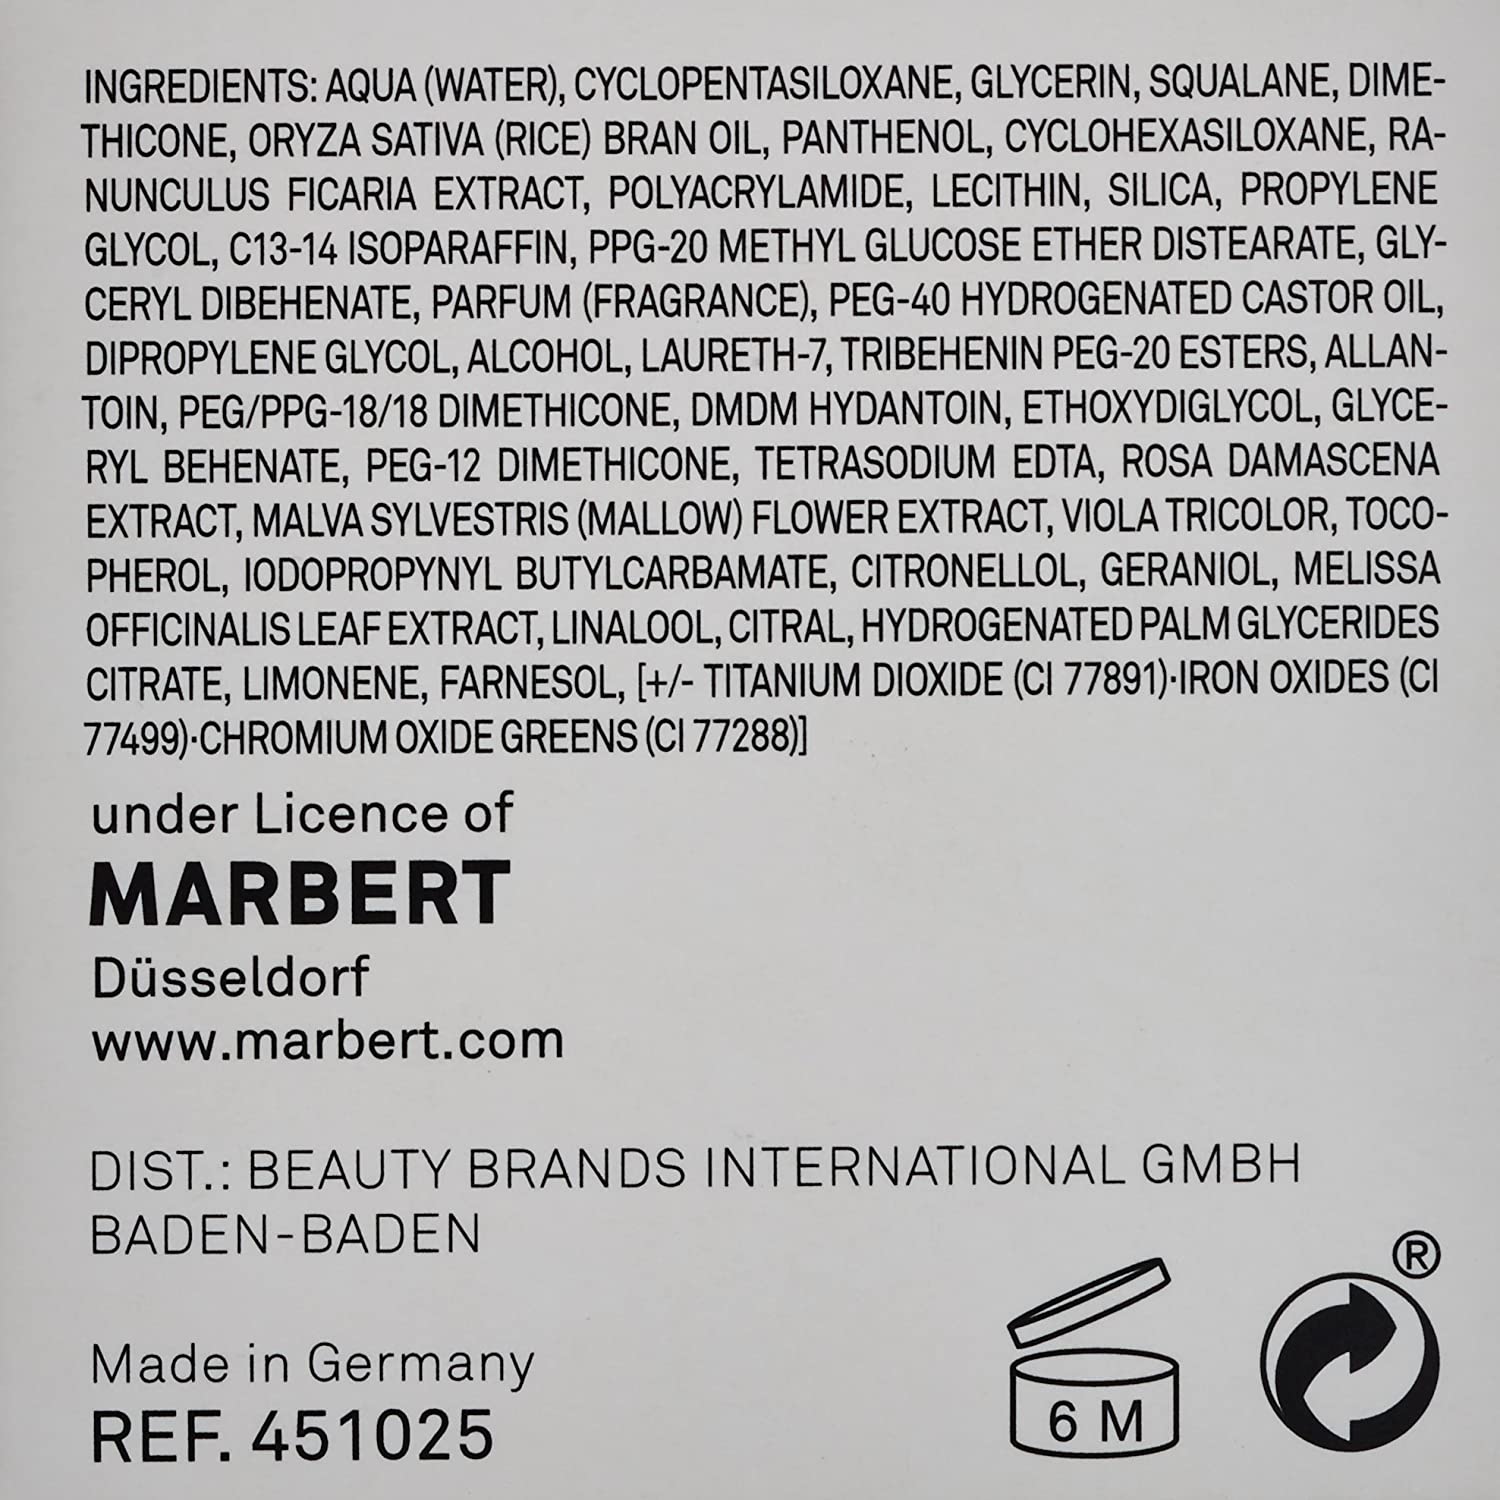 INGREDIENTS: AQUA (WATER), CYCLOPENTASILOXANE, GLYCERIN, SQUALANE, DIME-
THICONE, ORYZA SATIVA (RICE) BRAN OIL, PANTHENOL, CYCLOHEXASILOXANE, RA-
NUNCULUS FICARIA EXTRACT, POLYACRYLAMIDE, LECITHIN, SILICA, PROPYLENE
GLYCOL, C13-14 ISOPARAFFIN, PPG-20 METHYL GLUCOSE ETHER DISTEARATE, GLY-
CERYL DIBEHENATE, PARFUM (FRAGRANCE), PEG-40 HYDROGENATED CASTOR OIL,
DIPROPYLENE GLYCOL, ALCOHOL, LAURETH-7, TRIBEHENIN PEG-20 ESTERS, ALLAN-
TOIN, PEG/PPG-18/18 DIMETHICONE, DMDM HYDANTOIN, ETHOXYDIGLYCOL, GLYCE-
RYL BEHENATE, PEG-12 DIMETHICONE, TETRASODIUM EDTA, ROSA DAMASCENA
EXTRACT, MALVA SYLVESTRIS (MALLOW) FLOWER EXTRACT, VIOLA TRICOLOR, TOCO-
PHEROL, IODOPROPYNYL BUTYLCARBAMATE, CITRONELLOL, GERANIOL, MELISSA
OFFICINALIS LEAF EXTRACT, LINALOOL, CITRAL, HYDROGENATED PALM GLYCERIDES
CITRATE, LIMONENE, FARNESOL, [+/- TITANIUM DIOXIDE (CI 77891)·IRON OXIDES (CI
77499)·CHROMIUM OXIDE GREENS (CI 77288)]
under Licence of
MARBERT
Düsseldorf
www.marbert.com
DIST.: BEAUTY BRANDS INTERNATIONAL GMBH
BADEN-BADEN
Made in Germany
REF. 451025
6 M
®